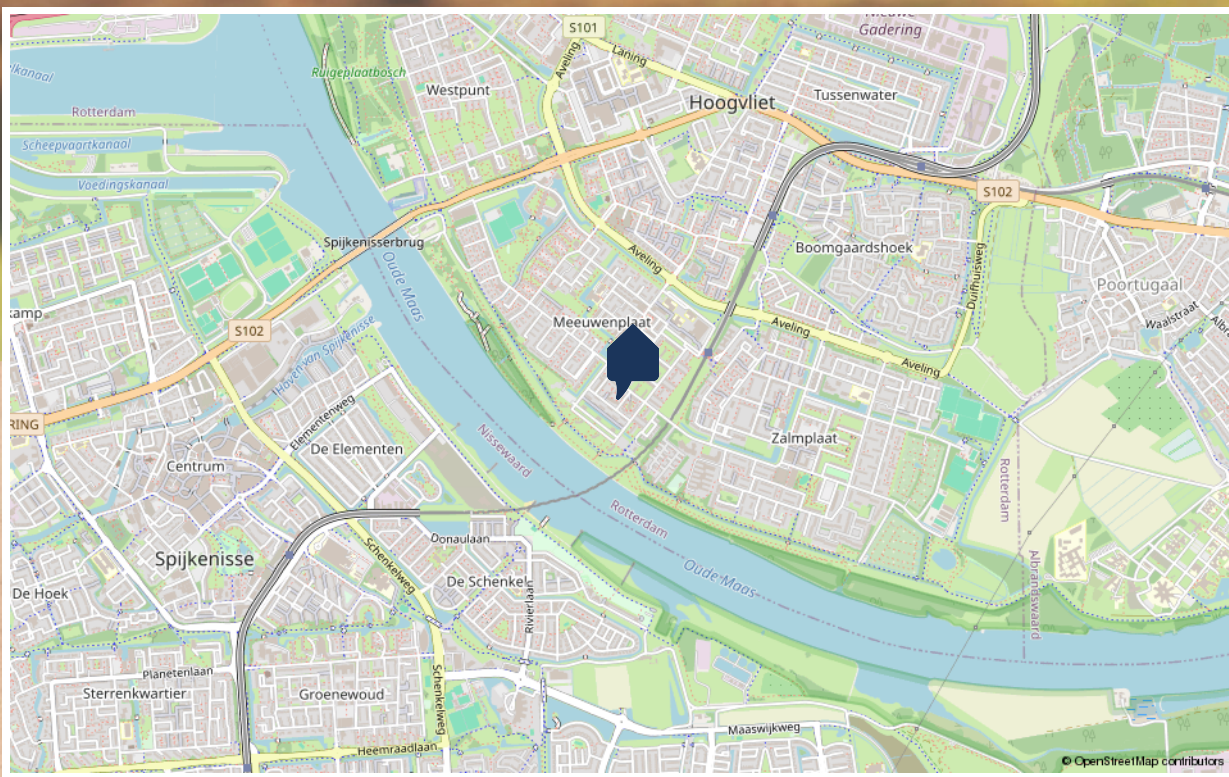 S101
Nieuwe
Gadering
Aveling
Laning
Ruigeplaatbosch
Westpunt
Tussenwater
Hoogvliet
Rotterdam
Scheepvaartkanaal
Voedingskanaal
S102
Spijkenisserbrug
Oude Maas
Aveling
Boomgaardshoek
Duifhuisweg
Poortugaal
Waalstraat
kamp
S102
Haven van Spijkenisse
Meeuwenplaat
Aveling
Aveling
RING
Elementenweg
De Elementen
Centrum
Nissewaard
Zalmplaat
Rotterdam
Rotterdam
Donaulaan
Spijkenisse
Schenkelweg
Oude Maas
Albrandswaard
De Hoek
De Schenkel
Rivierlaan
Planetenlaan
Sterrenkwartier
Groenewoud
Schenkelweg
Maaswijkweg
Heemraadlaan
© OpenStreetMap contributors